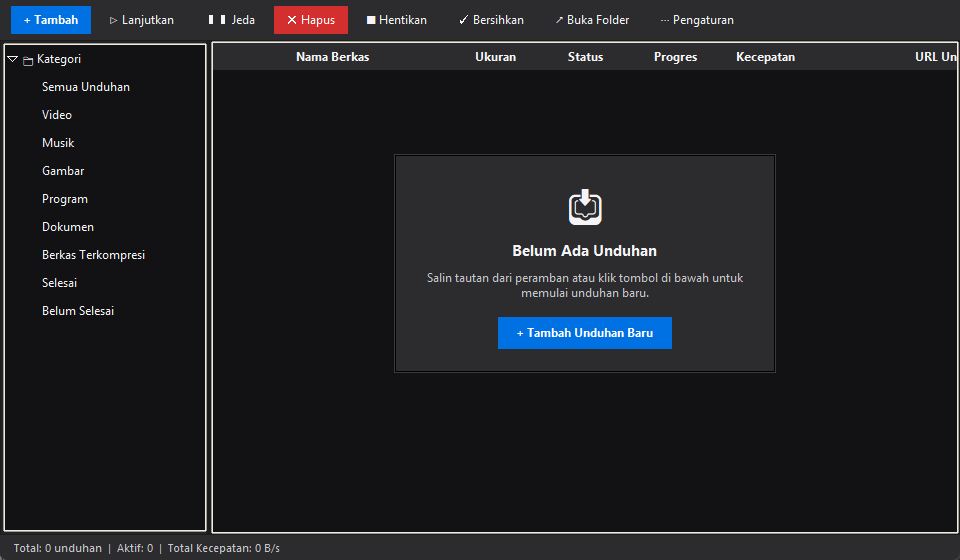 + Tambah Lanjutkan Jeda Hapus Hentikan Bersihkan Buka Folder ··· Pengaturan
Kategori
Semua Unduhan
Video
Musik
Gambar
Program
Dokumen
Berkas Terkompresi
Selesai
Belum Selesai
Nama Berkas Ukuran Status Progres Kecepatan URL Un
Belum Ada Unduhan
Salin tautan dari peramban atau klik tombol di bawah untuk
memulai unduhan baru.
+ Tambah Unduhan Baru
Total: 0 unduhan | Aktif: 0 | Total Kecepatan: 0 B/s